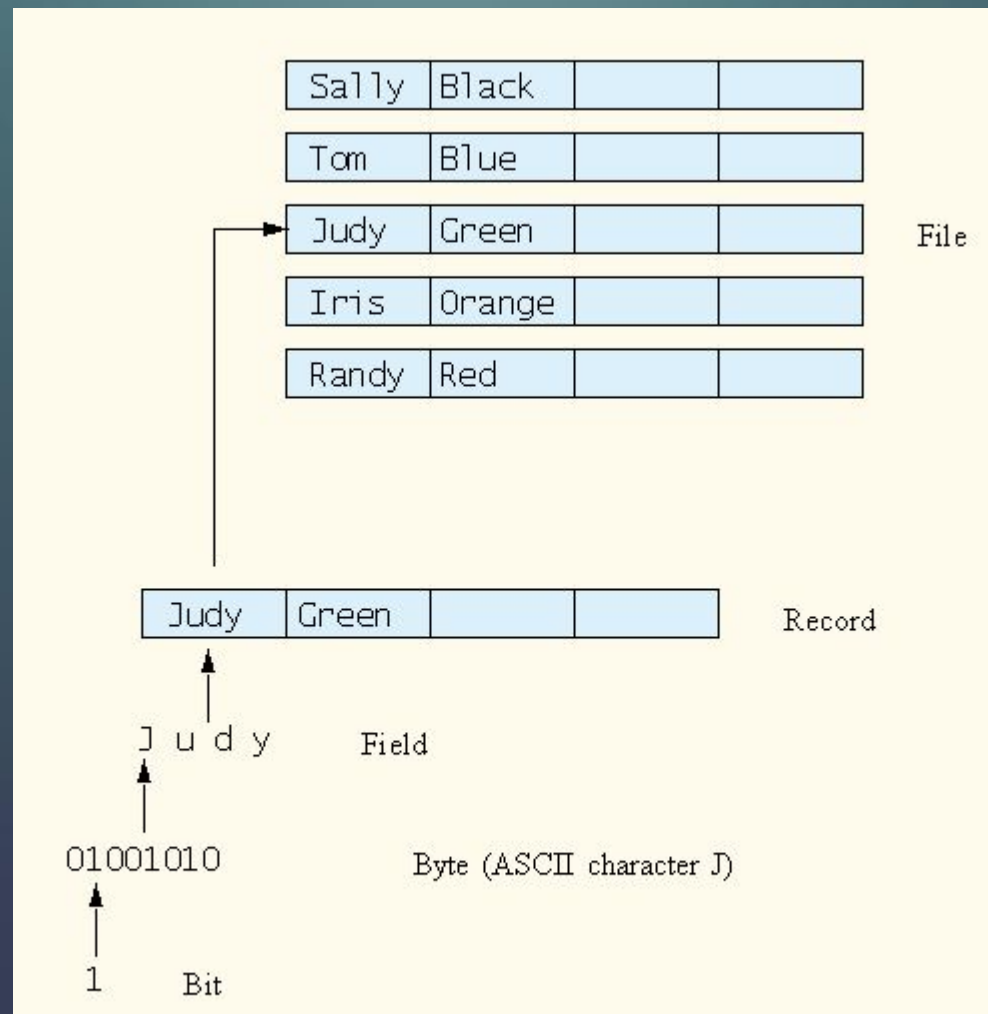 Sally Black
Tom Blue
Judy Green File
Iris Orange
Randy Red
Judy Green Record
J u d y Field
01001010 Byte (ASCII character J)
1 Bit